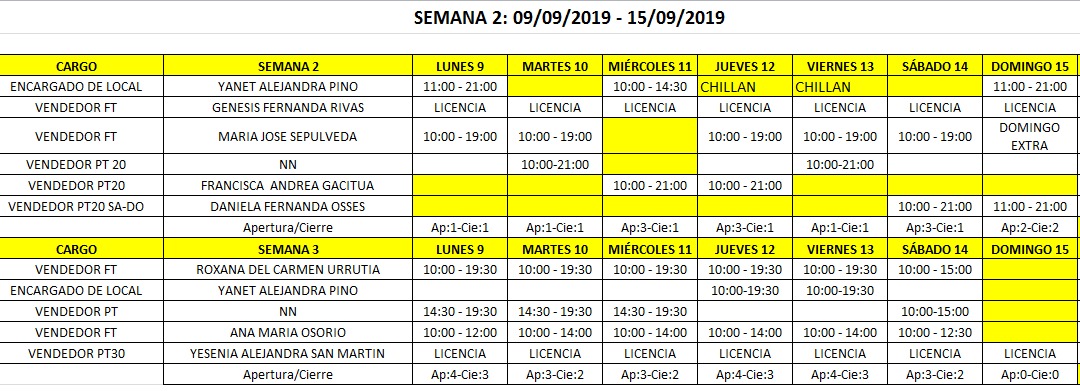 SEMANA 2: 09/09/2019 - 15/09/2019
CARGO SEMANA 2 LUNES 9 MARTES 10 MIÉRCOLES 11 JUEVES 12 VIERNES 13 SÁBADO 14 DOMINGO 15
ENCARGADO DE LOCAL YANET ALEJANDRA PINO 11:00 - 21:00 10:00 - 14:30 CHILLAN CHILLAN 11:00 - 21:00
VENDEDOR FT GENESIS FERNANDA RIVAS LICENCIA LICENCIA LICENCIA LICENCIA LICENCIA LICENCIA LICENCIA
VENDEDOR FT MARIA JOSE SEPULVEDA 10:00 - 19:00 10:00 - 19:00 10:00 - 19:00 10:00 - 19:00 10:00 - 19:00 DOMINGO EXTRA
VENDEDOR PT 20 NN 10:00-21:00 10:00-21:00
VENDEDOR PT20 FRANCISCA ANDREA GACITUA 10:00 - 21:00 10:00 - 21:00
VENDEDOR PT20 SA-DO DANIELA FERNANDA OSSES 10:00 - 21:00 11:00 - 21:00
Apertura/Cierre Ap:1-Cie:1 Ap:1-Cie:1 Ap:3-Cie:1 Ap:3-Cie:1 Ap:1-Cie:1 Ap:3-Cie:1 Ap:2-Cie:2
CARGO SEMANA 3 LUNES 9 MARTES 10 MIÉRCOLES 11 JUEVES 12 VIERNES 13 SÁBADO 14 DOMINGO 15
VENDEDOR FT ROXANA DEL CARMEN URRUTIA 10:00 - 19:30 10:00 - 19:30 10:00 - 19:30 10:00 - 19:30 10:00 - 19:30 10:00 - 15:00
ENCARGADO DE LOCAL YANET ALEJANDRA PINO 10:00-19:30 10:00-19:30
VENDEDOR PT NN 14:30 - 19:30 14:30 - 19:30 14:30 - 19:30 10:00-15:00
VENDEDOR FT ANA MARIA OSORIO 10:00 - 12:00 10:00 - 14:00 10:00 - 14:00 10:00 - 14:00 10:00 - 14:00 10:00 - 12:30
VENDEDOR PT30 YESENIA ALEJANDRA SAN MARTIN LICENCIA LICENCIA LICENCIA LICENCIA LICENCIA LICENCIA LICENCIA
Apertura/Cierre Ap:4-Cie:3 Ap:3-Cie:2 Ap:3-Cie:2 Ap:4-Cie:3 Ap:4-Cie:3 Ap:3-Cie:2 Ap:0-Cie:0